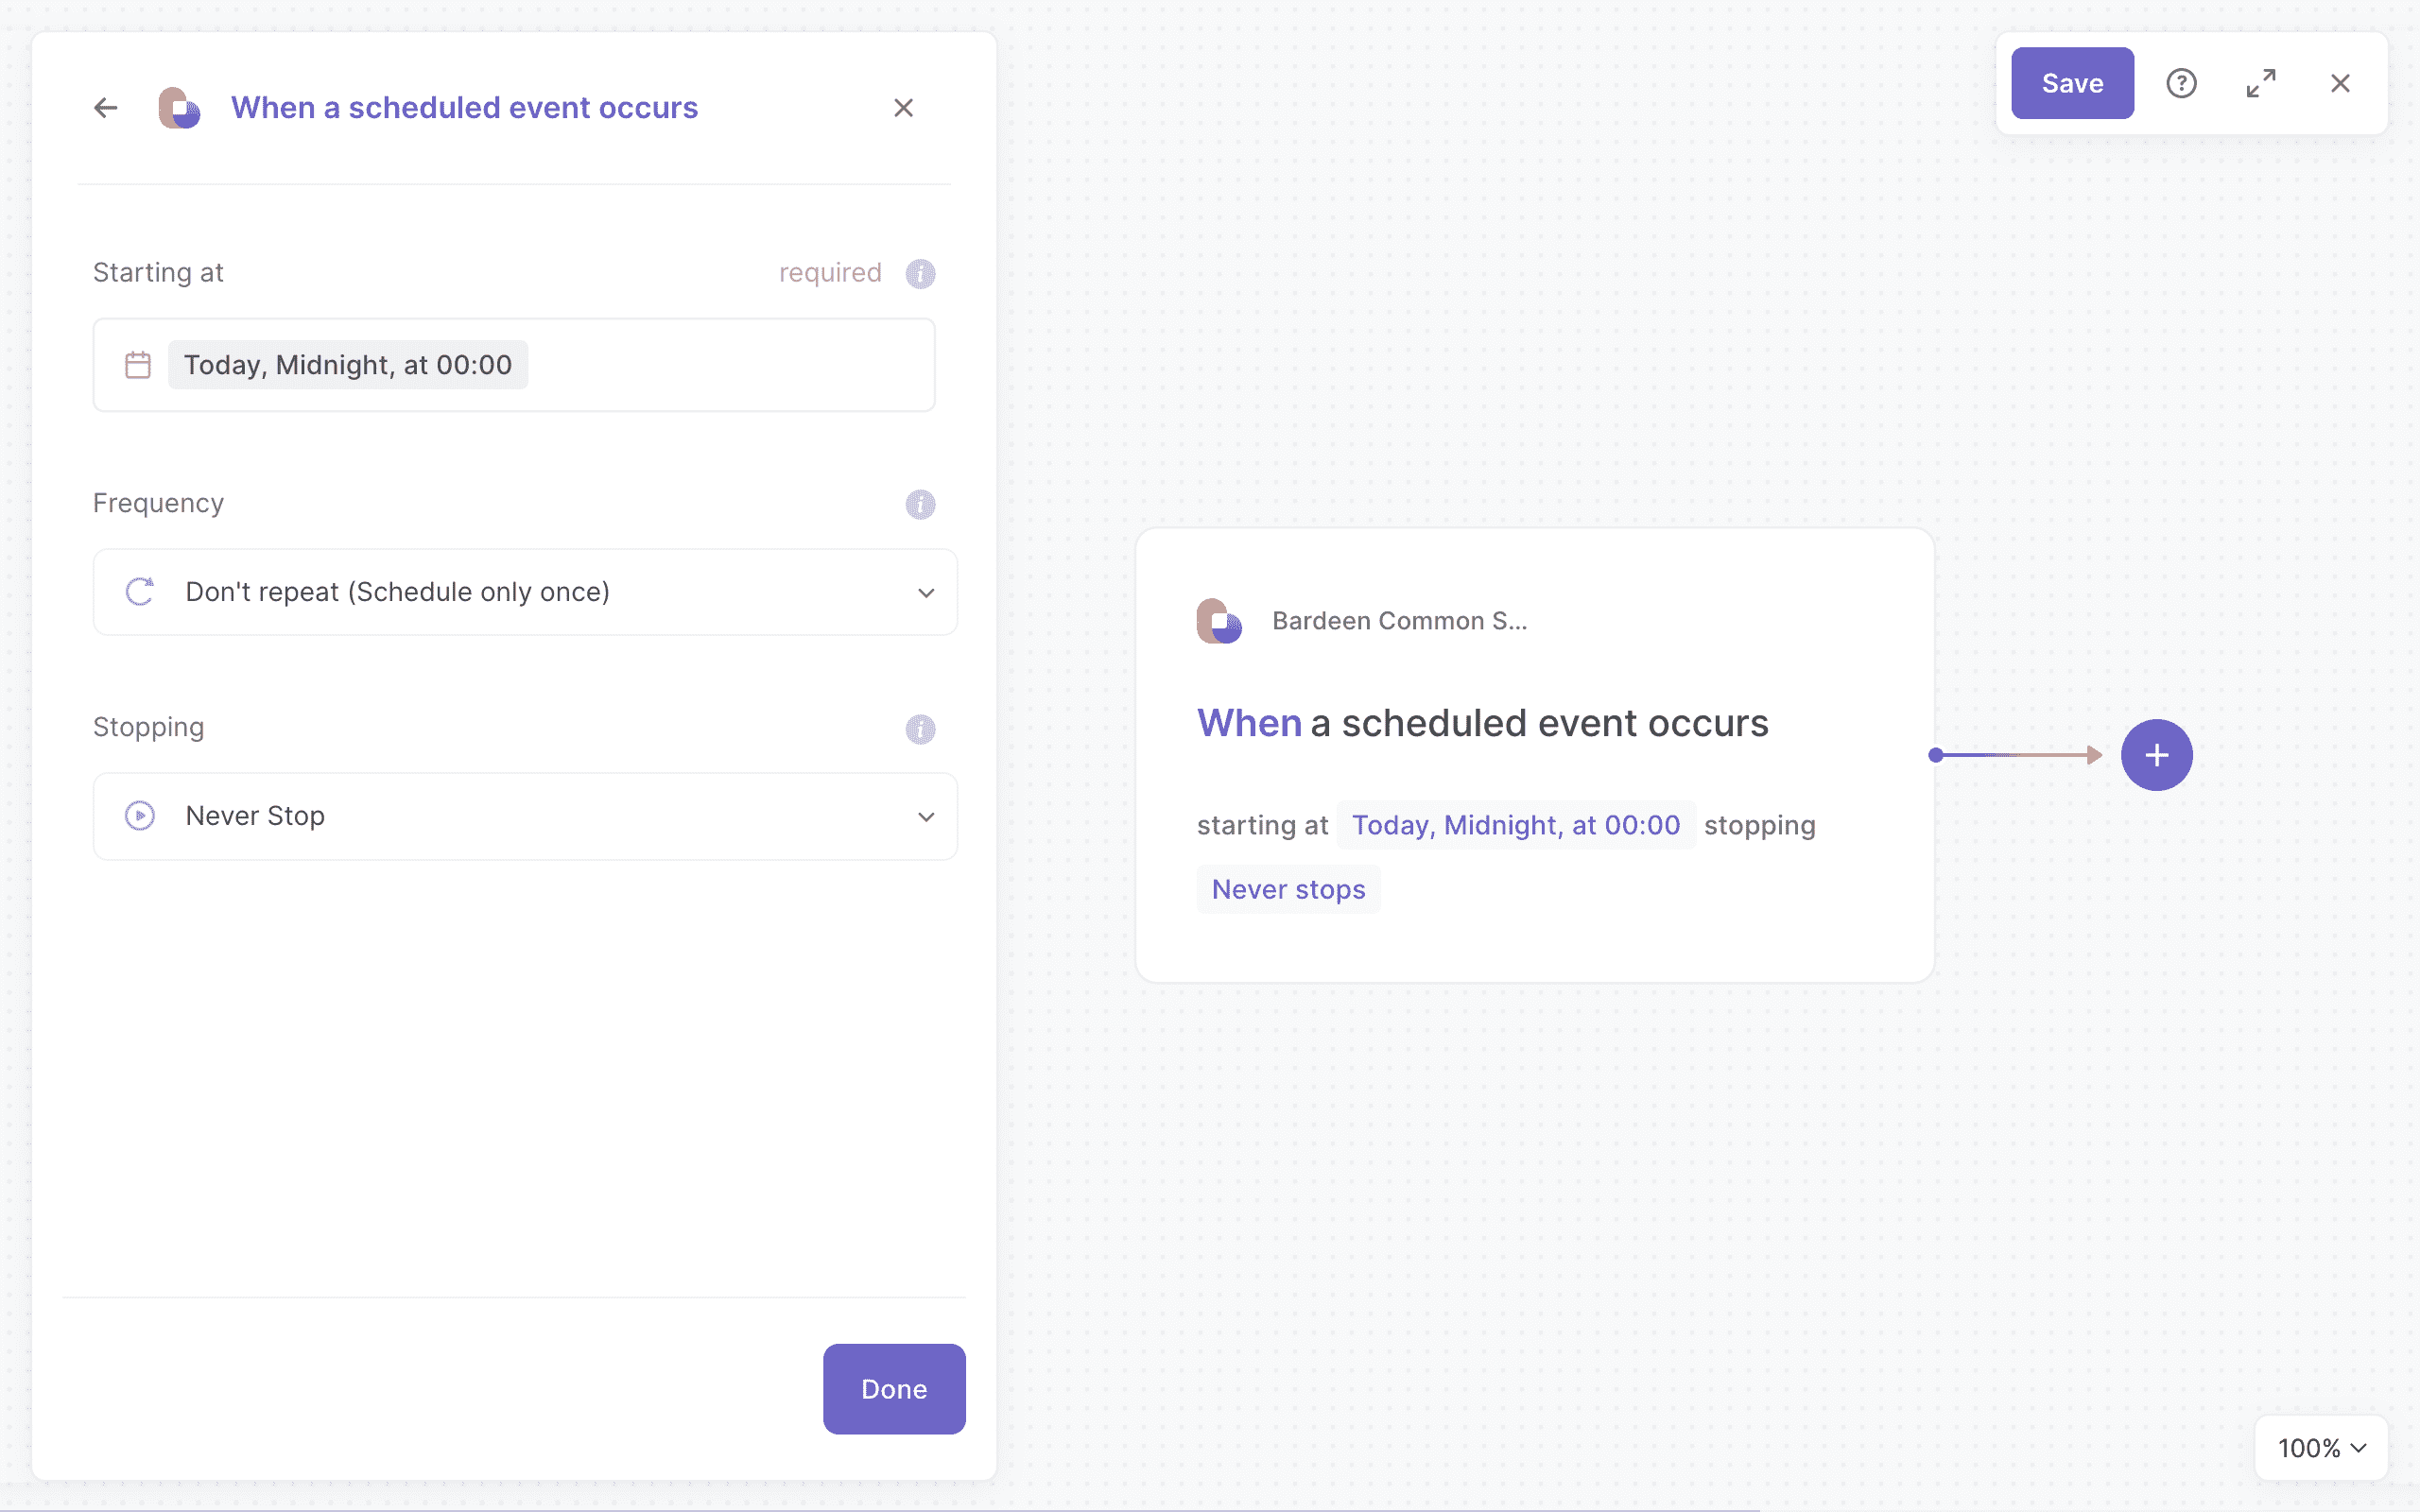 When a scheduled event occurs
Starting at
required
Today, Midnight, at 00:00
Frequency
Don't repeat (Schedule only once)
Stopping
Never Stop
Done
Save
Bardeen Common S...
When a scheduled event occurs
starting at Today, Midnight, at 00:00 stopping
Never stops
100%